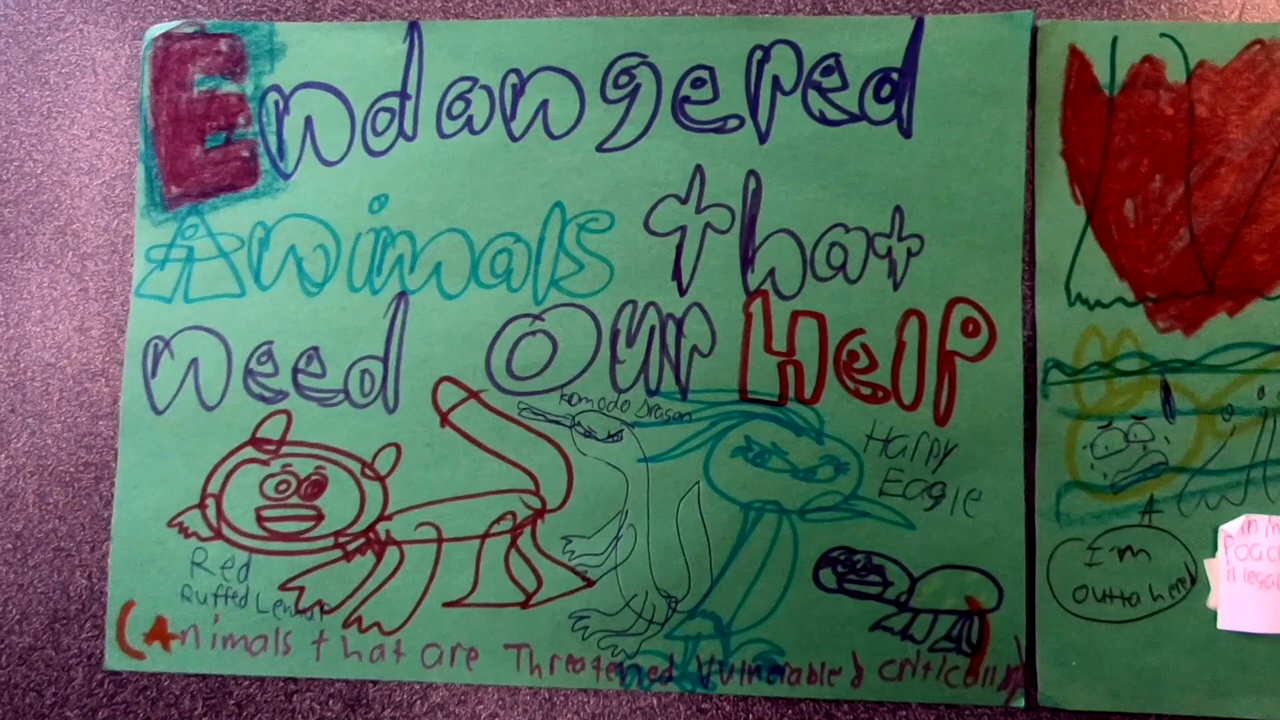 Endangered
Animals that
need our Help
Komodo Dragon
Harpy
Eagle
Red
Ruffed Lemur
(Animals that are Threatened Vulnerable & critically)
I'm
outta here